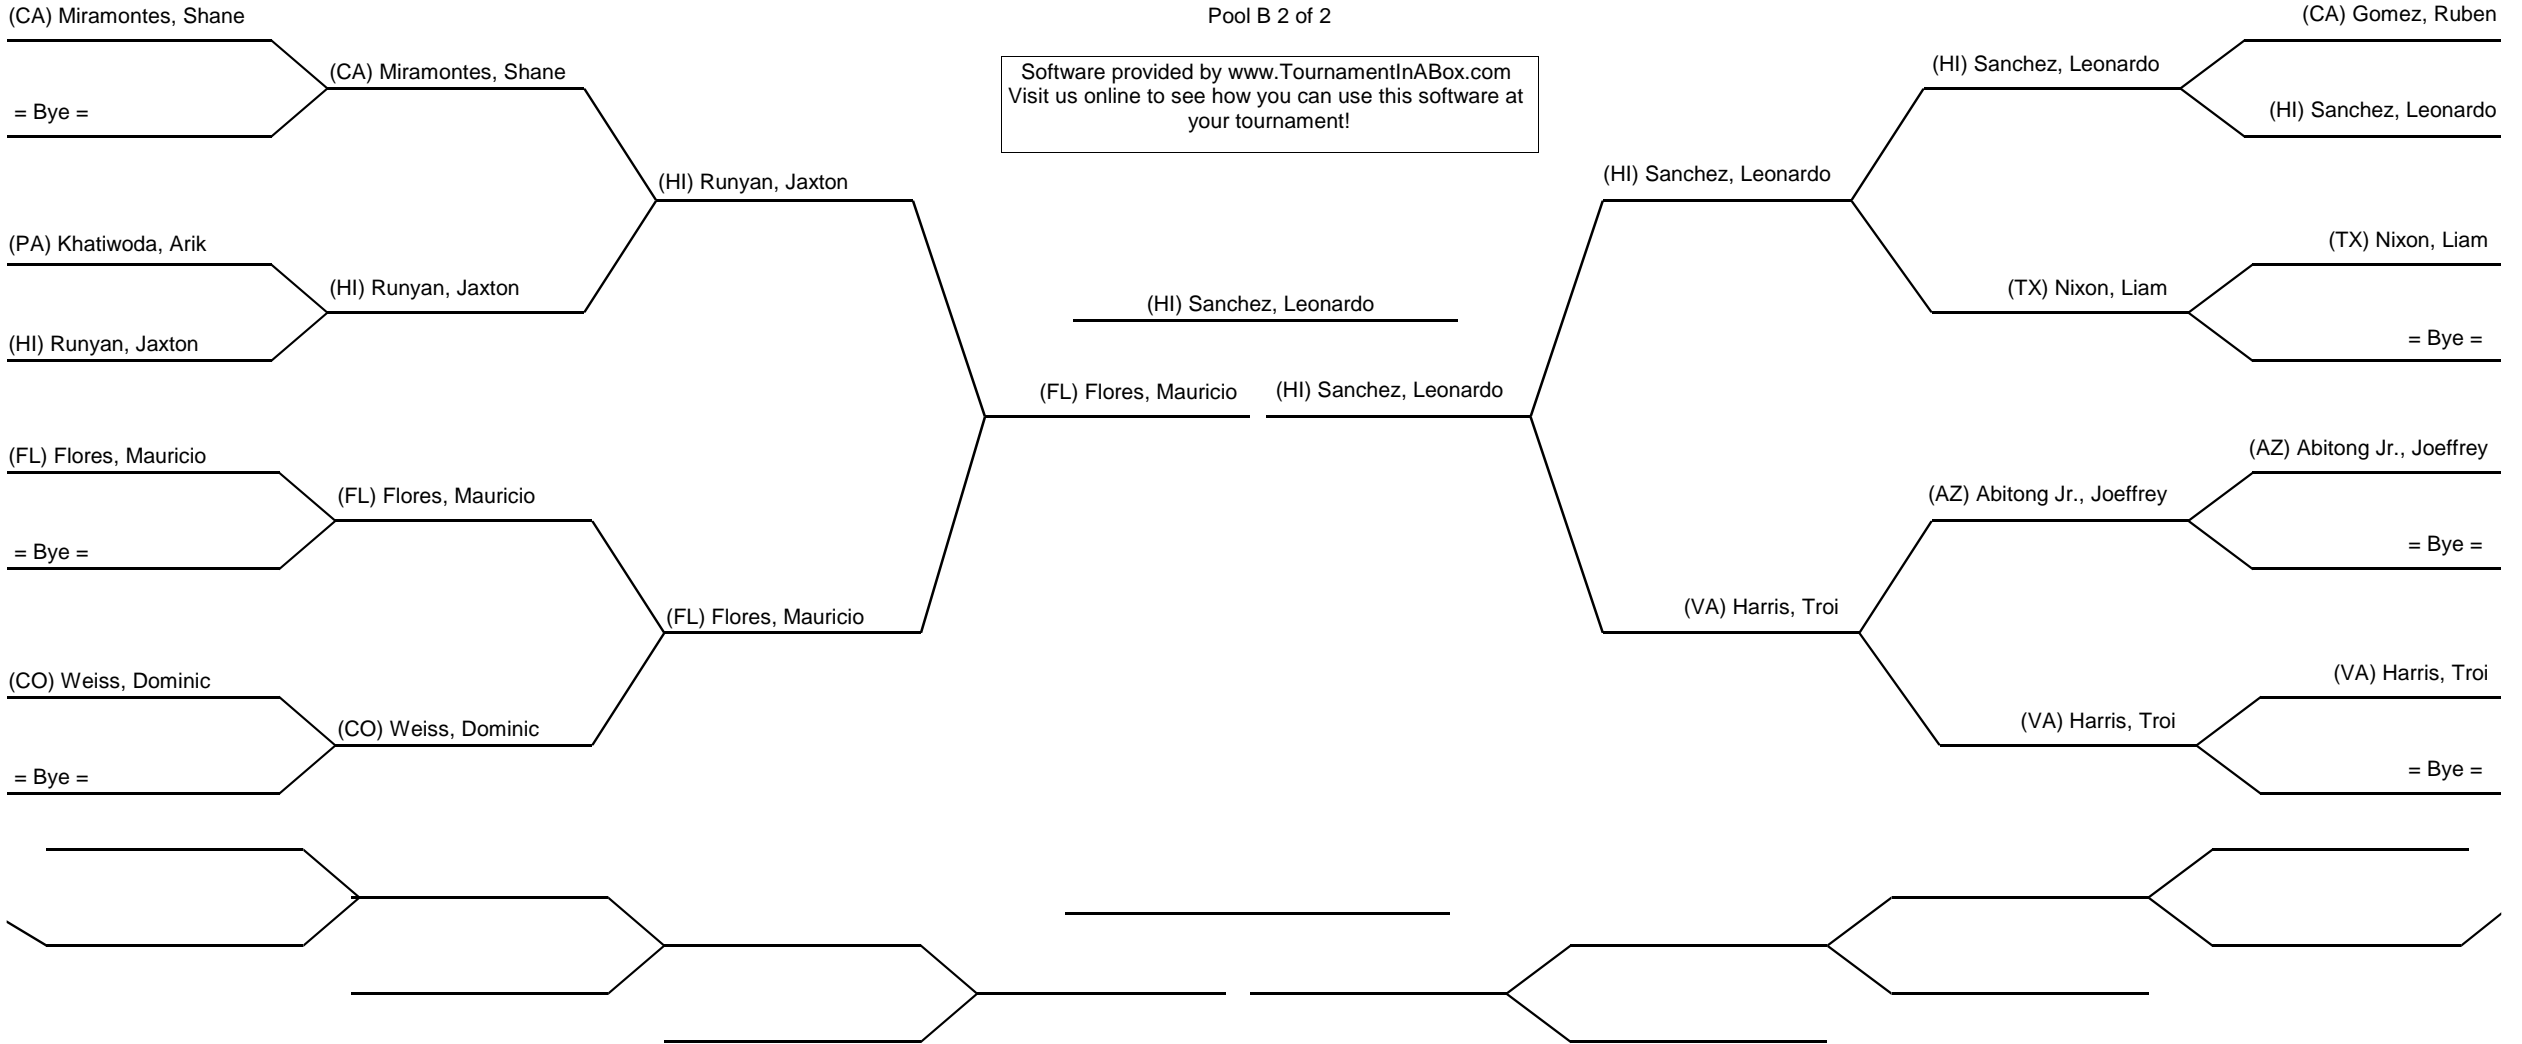 (CA) Miramontes, Shane
Pool B 2 of 2
(CA) Gomez, Ruben
Software provided by www.TournamentInABox.com
Visit us online to see how you can use this software at
your tournament!
(CA) Miramontes, Shane
(HI) Sanchez, Leonardo
= Bye =
(HI) Sanchez, Leonardo
(HI) Runyan, Jaxton
(HI) Sanchez, Leonardo
(PA) Khatiwoda, Arik
(TX) Nixon, Liam
(HI) Runyan, Jaxton
(TX) Nixon, Liam
(HI) Sanchez, Leonardo
(HI) Runyan, Jaxton
= Bye =
(FL) Flores, Mauricio
(HI) Sanchez, Leonardo
(FL) Flores, Mauricio
(AZ) Abitong Jr., Joeffrey
(FL) Flores, Mauricio
(AZ) Abitong Jr., Joeffrey
= Bye =
= Bye =
(FL) Flores, Mauricio
(VA) Harris, Troi
(CO) Weiss, Dominic
(VA) Harris, Troi
(CO) Weiss, Dominic
(VA) Harris, Troi
= Bye =
= Bye =